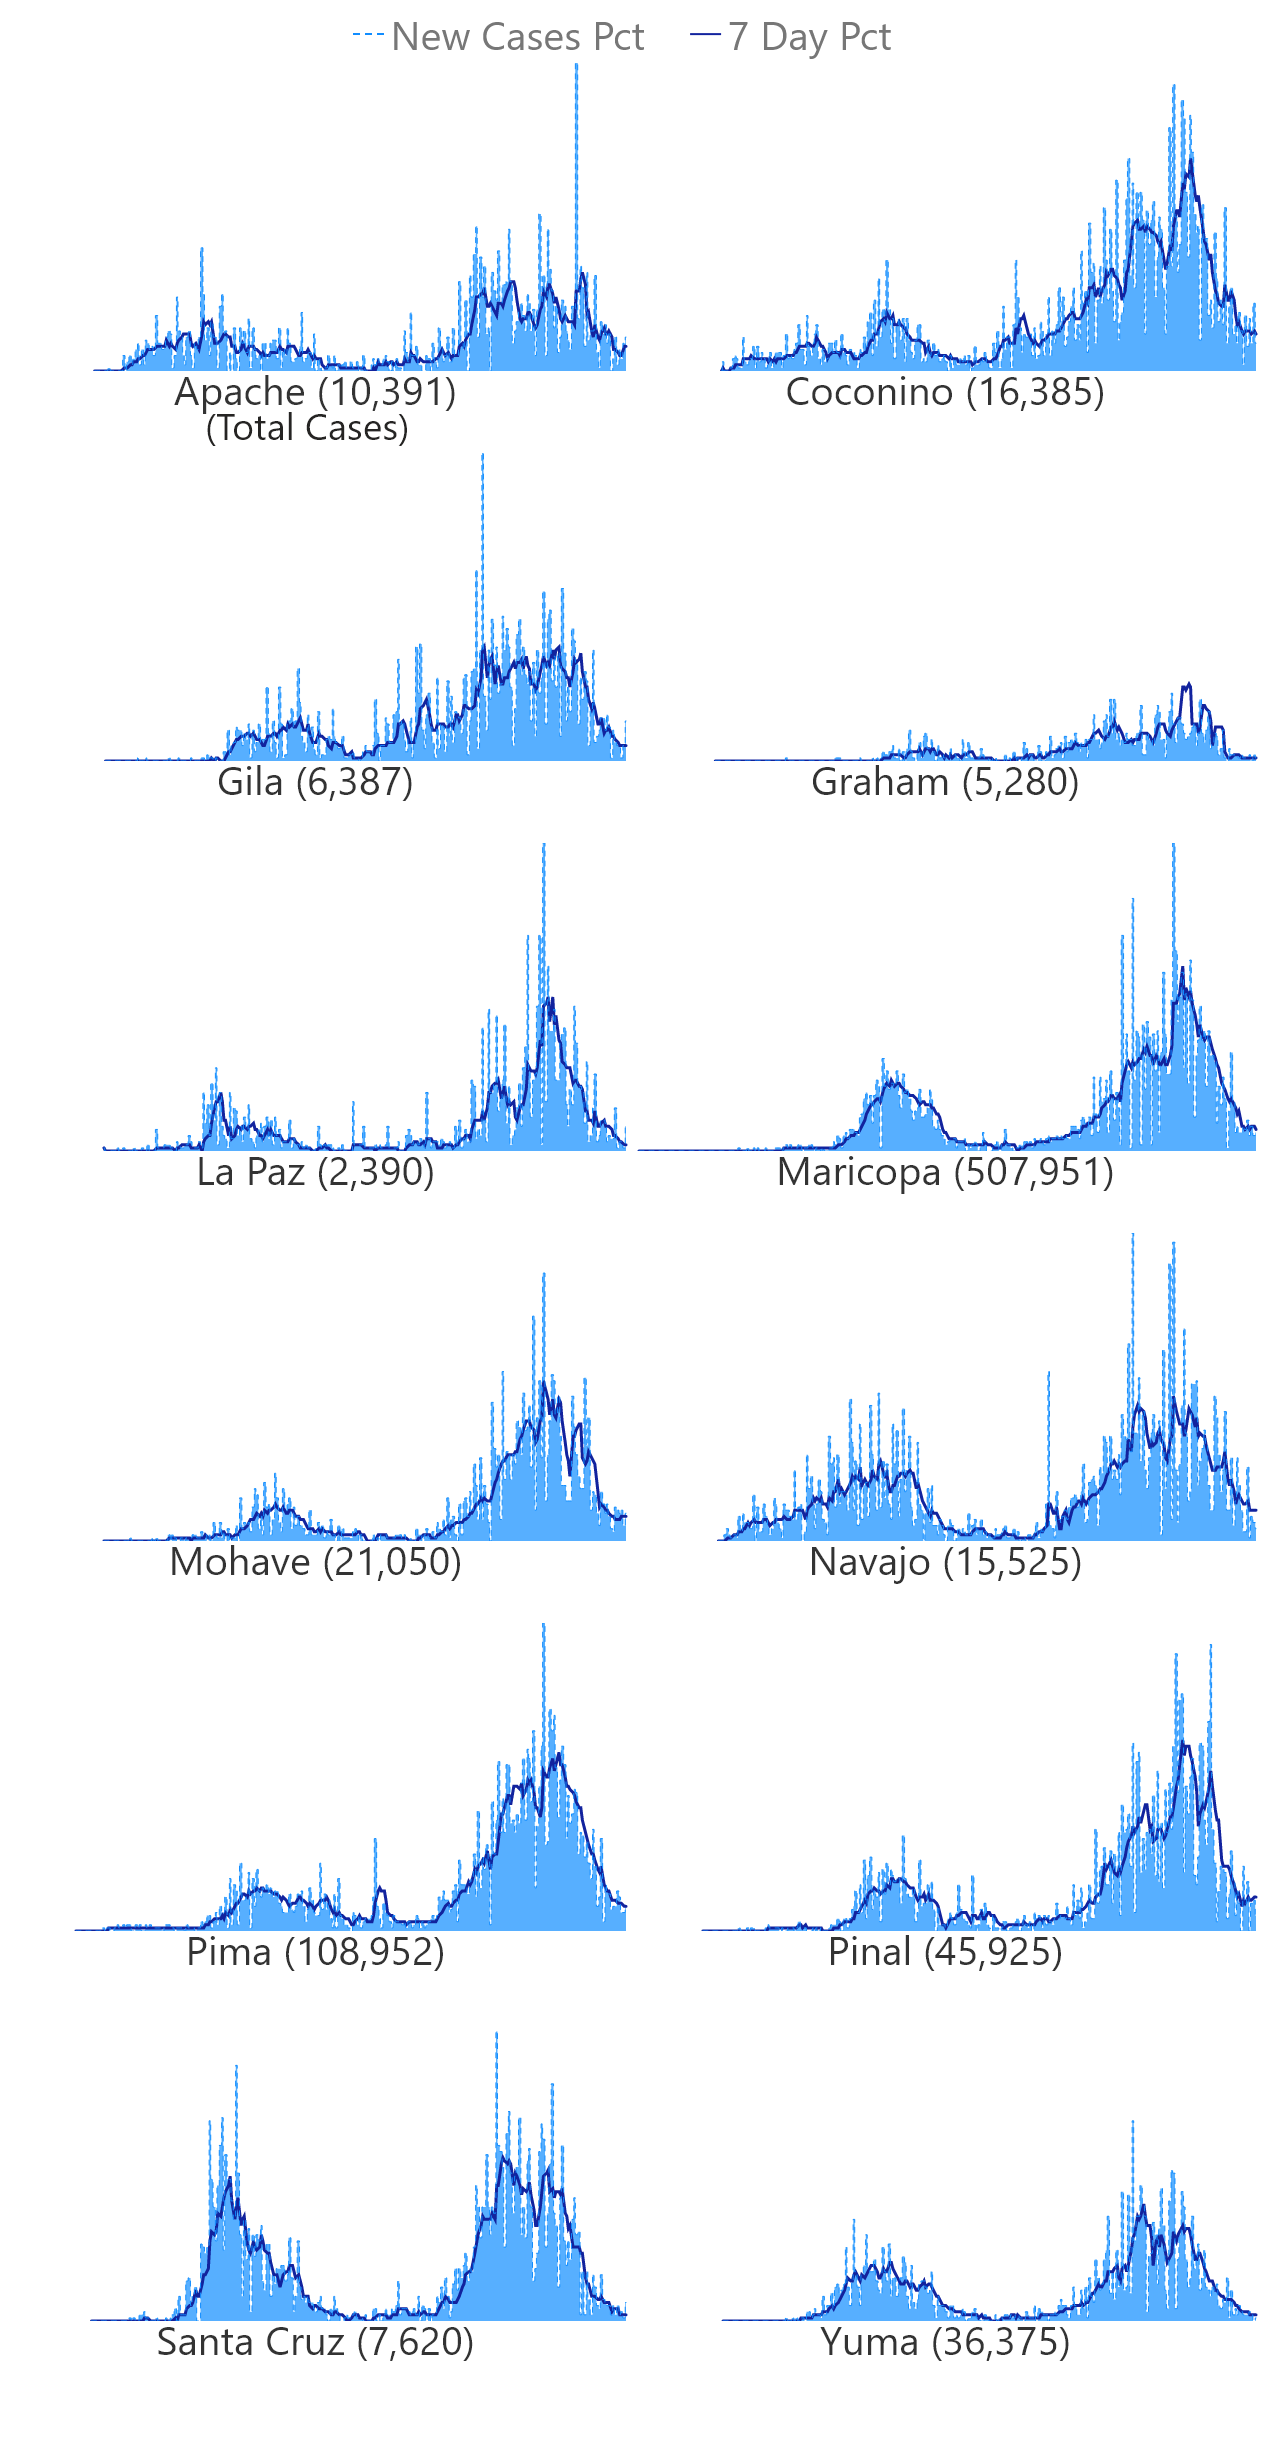 New Cases Pct 7 Day Pct
Apache (10,391) Coconino (16,385)
(Total Cases)
Gila (6,387) Graham (5,280)
La Paz (2,390) Maricopa (507,951)
Mohave (21,050) Navajo (15,525)
Pima (108,952) Pinal (45,925)
Santa Cruz (7,620) Yuma (36,375)